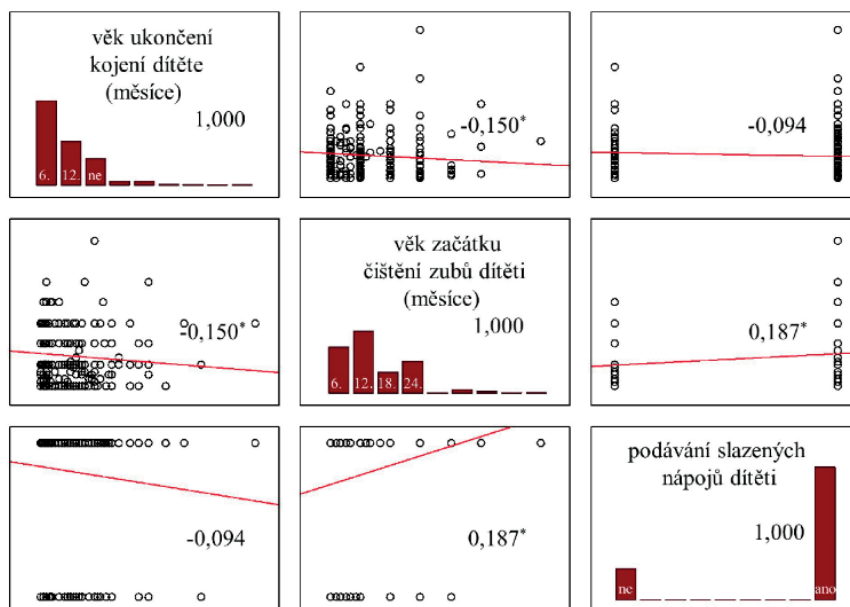 věk ukončení
kojení dítěte
(měsíce)
1,000
6. 12. ne
-0,150*
-0,094
-0,150*
věk začátku
čištění zubů dítěti
(měsíce)
1,000
6. 12. 18. 24.
0,187*
-0,094
0,187*
podávání slazených
nápojů dítěti
1,000
ne ano